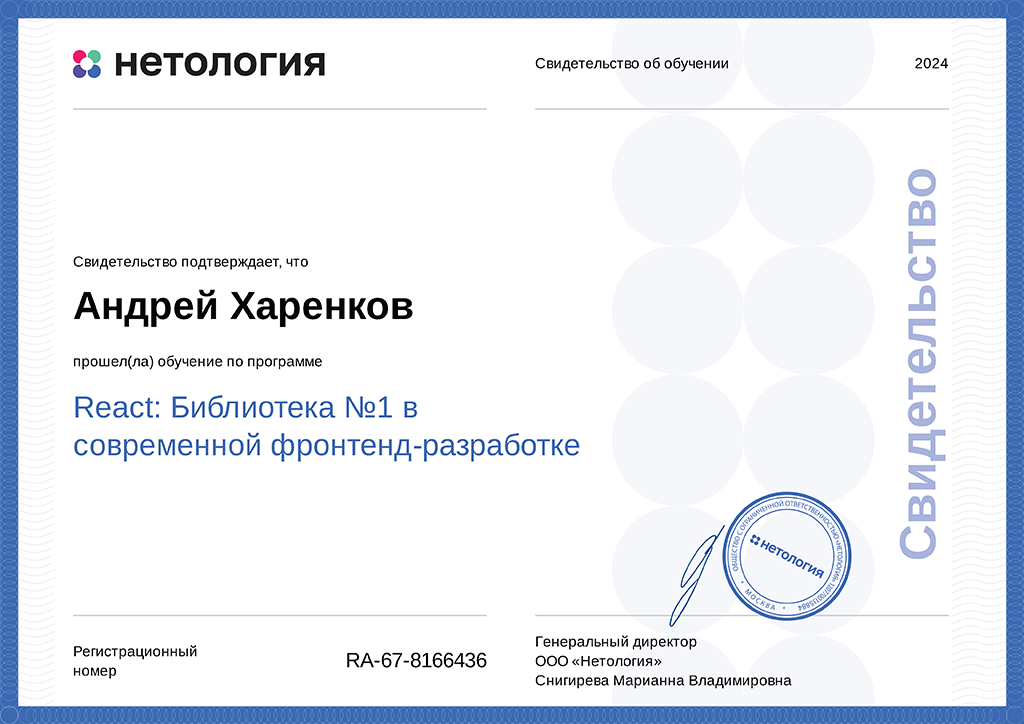 нетология
Свидетельство об обучении
2024
Свидетельство подтверждает, что
Андрей Харенков
прошел(ла) обучение по программе
React: Библиотека №1 в
современной фронтенд-разработке
Свидетельство
ОБЩЕСТВО С ОГРАНИЧЕННОЙ ОТВЕТСТВЕННОСТЬЮ «НЕТОЛОГИЯ»
нетология
МОСКВА
Регистрационный
номер
RA-67-8166436
Генеральный директор
ООО «Нетология»
Снигирева Марианна Владимировна